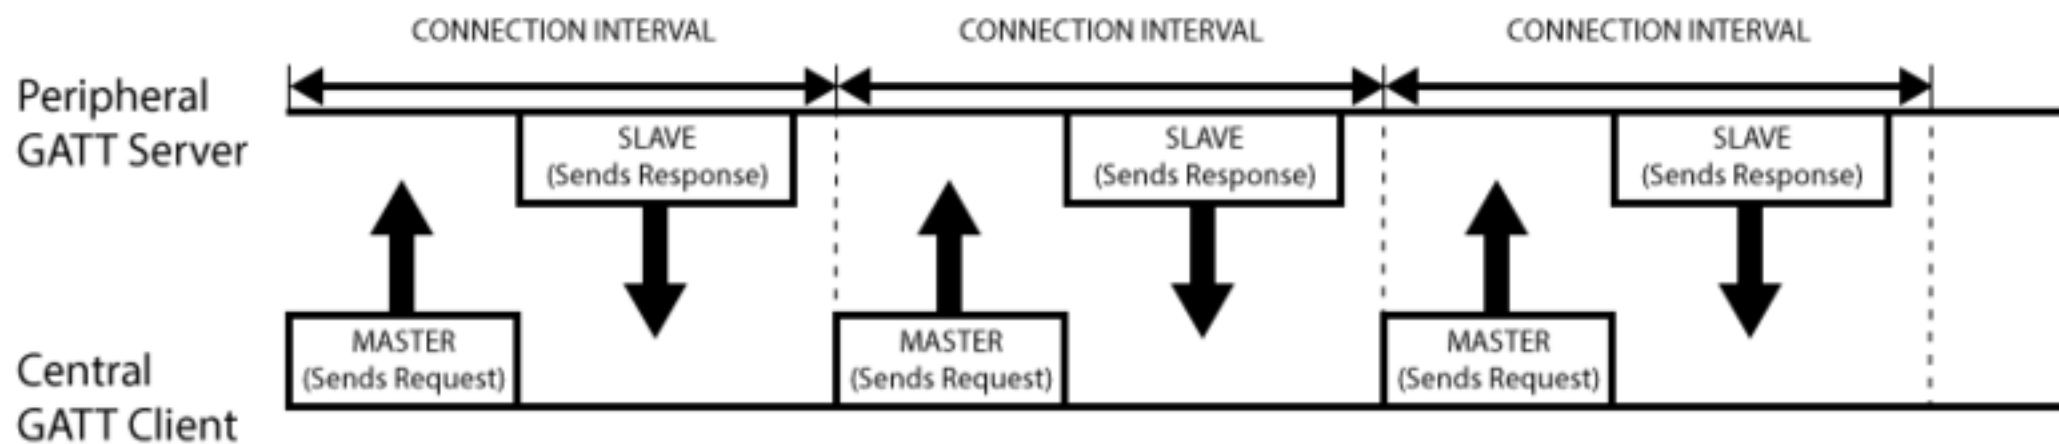 CONNECTION INTERVAL
CONNECTION INTERVAL
CONNECTION INTERVAL
Peripheral
GATT Server
SLAVE
(Sends Response)
SLAVE
(Sends Response)
SLAVE
(Sends Response)
MASTER
(Sends Request)
MASTER
(Sends Request)
MASTER
(Sends Request)
Central
GATT Client